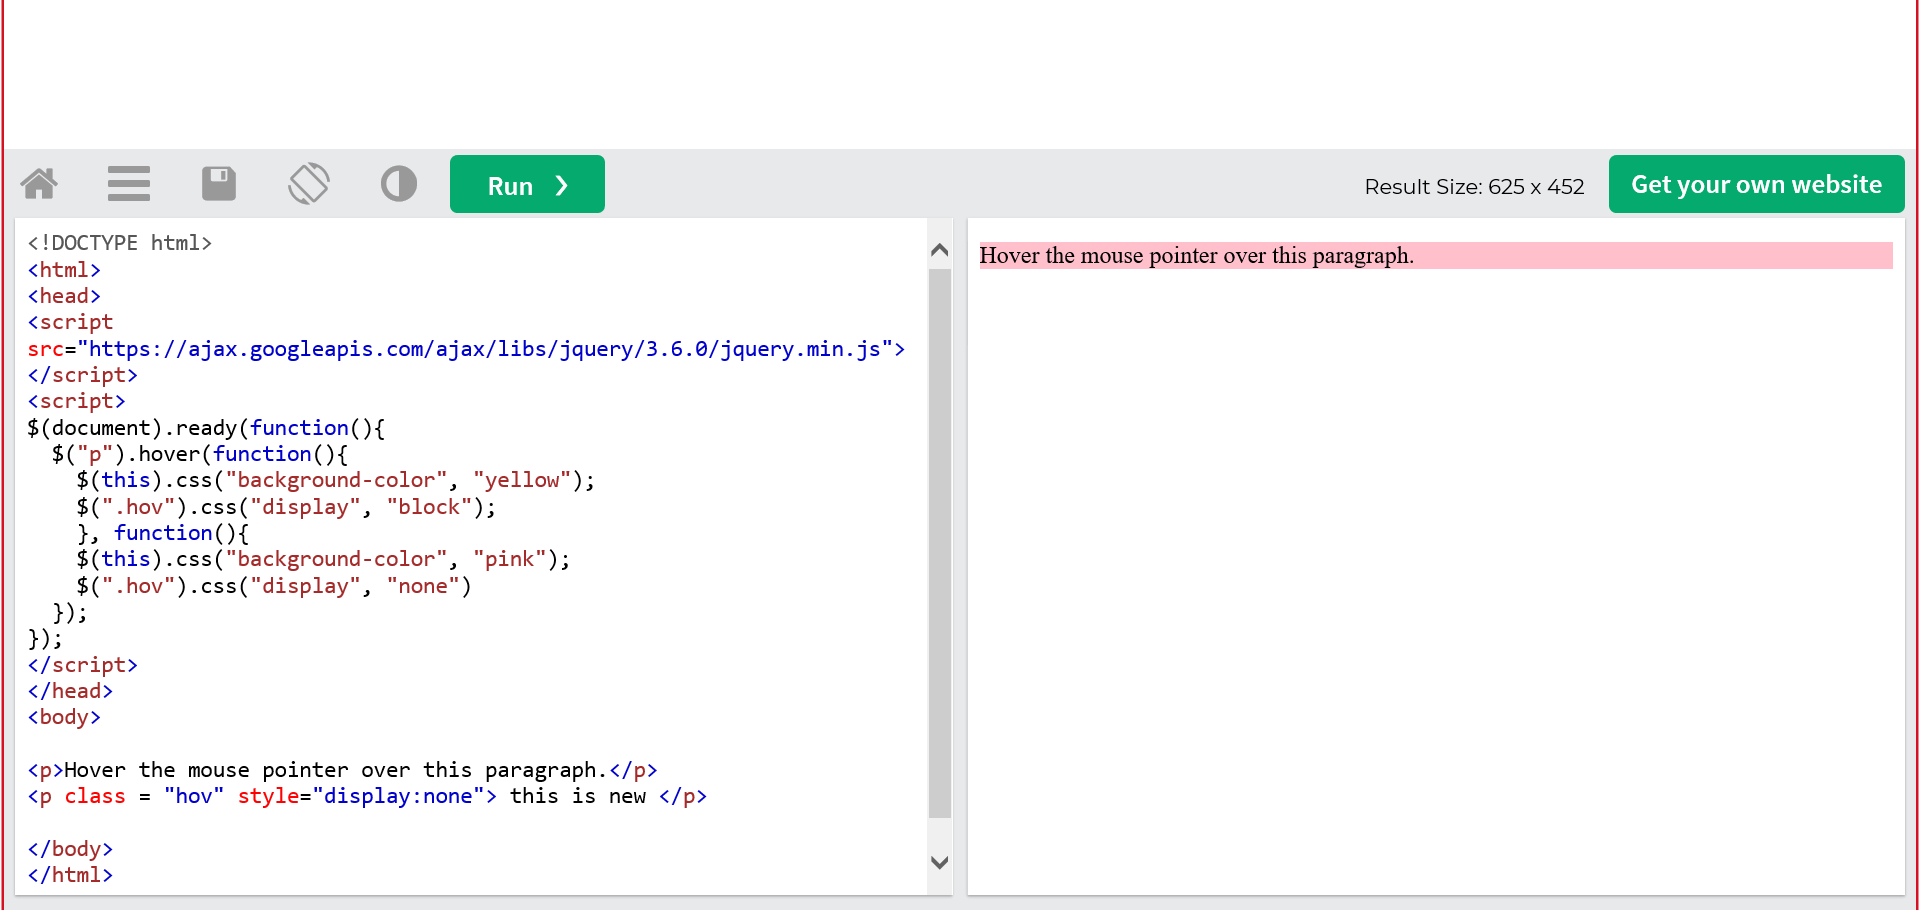 Run ❯
Result Size: 625 x 452
Get your own website
<!DOCTYPE html>
<html>
<head>
<script
src="https://ajax.googleapis.com/ajax/libs/jquery/3.6.0/jquery.min.js">
</script>
<script>
$(document).ready(function(){
  $("p").hover(function(){
    $(this).css("background-color", "yellow");
    $(".hov").css("display", "block");
    }, function(){
    $(this).css("background-color", "pink");
    $(".hov").css("display", "none")
  });
});
</script>
</head>
<body>
<p>Hover the mouse pointer over this paragraph.</p>
<p class = "hov" style="display:none"> this is new </p>
</body>
</html>
Hover the mouse pointer over this paragraph.